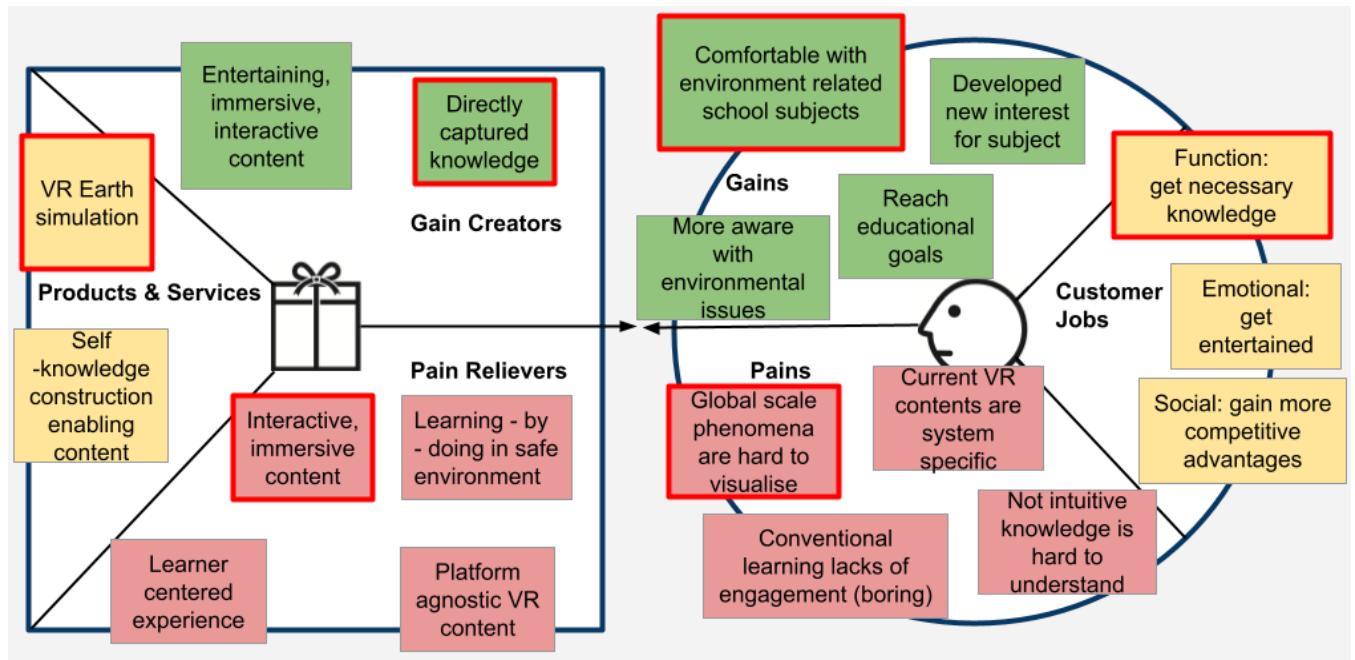 Entertaining,
immersive,
interactive
content
Directly
captured
knowledge
VR Earth
simulation
Gain Creators
Products & Services
Self
-knowledge
construction
enabling
content
Pain Relievers
Interactive,
immersive
content
Learning - by
- doing in safe
environment
Learner
centered
experience
Platform
agnostic VR
content
Comfortable with
environment related
school subjects
Developed
new interest
for subject
Function:
get necessary
knowledge
Gains
Reach
educational
goals
More aware
with
environmental
issues
Customer
Jobs
Emotional:
get
entertained
Pains
Global scale
phenomena
are hard to
visualise
Current VR
contents are
system
specific
Social: gain more
competitive
advantages
Not intuitive
knowledge is
hard to
understand
Conventional
learning lacks of
engagement (boring)